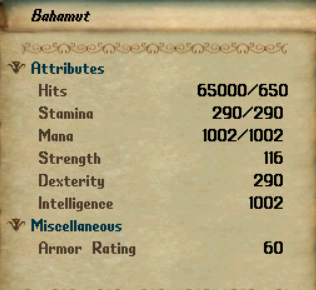 Bahamut
Attributes
Hits 65000/650
Stamina 290/290
Mana 1002/1002
Strength 116
Dexterity 290
Intelligence 1002
Miscellaneous
Armor Rating 60